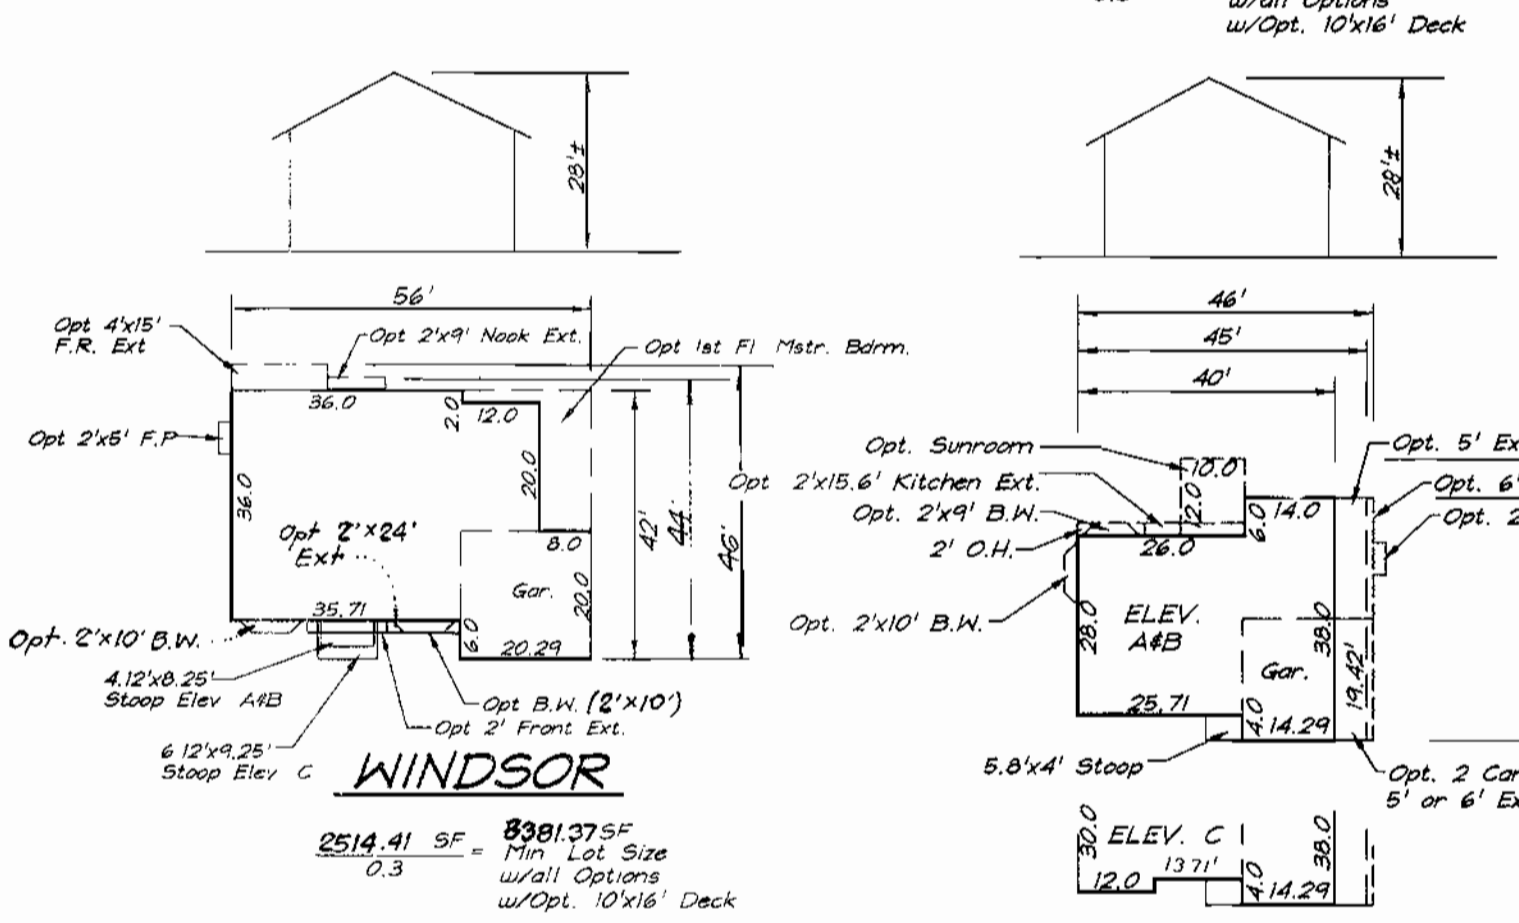 w/all Options
w/Opt. 10'x16' Deck
28'±
56'
Opt 4'x15'
F.R. Ext
Opt 2'x9' Nook Ext.
Opt 1st Fl Mstr. Bdrm.
36.0
2.0
12.0
Opt 2'x5' F.P
36.0
20.0
Opt 2'x24'
Ext
8.0
42'
44'
46'
Gar.
20.0
35.71
6.0
20.29
Opt. 2'x10' B.W.
4.12'x8.25'
Stoop Elev A&B
Opt B.W. (2'x10')
Opt 2' Front Ext.
6 12'x9.25'
Stoop Elev C
WINDSOR
2514.41 SF
0.3
=
8381.37 SF
Min Lot Size
w/all Options
w/Opt. 10'x16' Deck
28'±
46'
45'
40'
Opt. Sunroom
10.0
Opt. 5' Ex
Opt 2'x15.6' Kitchen Ext.
12.0
6.0
14.0
Opt. 6'
Opt. 2'x9' B.W.
Opt. 2
2' O.H.
26.0
Opt. 2'x10' B.W.
28.0
ELEV.
A&B
38.0
Gar.
19.42'
25.71
4.0
14.29
5.8'x4' Stoop
Opt. 2 Car
5' or 6' Ex
30.0
ELEV. C
38.0
13 71'
12.0
4.0
14.29